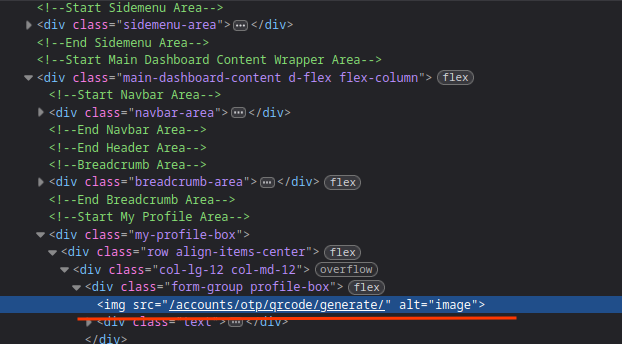 <!--Start Sidemenu Area-->
<div class="sidemenu-area"> ••• </div>
<!--End Sidemenu Area-->
<!--Start Main Dashboard Content Wrapper Area-->
<div class="main-dashboard-content d-flex flex-column"> flex
<!--Start Navbar Area-->
<div class="navbar-area"> ••• </div>
<!--End Navbar Area-->
<!--End Header Area-->
<!--Breadcrumb Area-->
<div class="breadcrumb-area"> ••• </div> flex
<!--End Breadcrumb Area-->
<!--Start My Profile Area-->
<div class="my-profile-box">
<div class="row align-items-center"> flex
<div class="col-lg-12 col-md-12"> overflow
<div class="form-group profile-box"> flex
<img src="/accounts/otp/qrcode/generate/" alt="image">
<div class="text"> ••• </div>
</div>